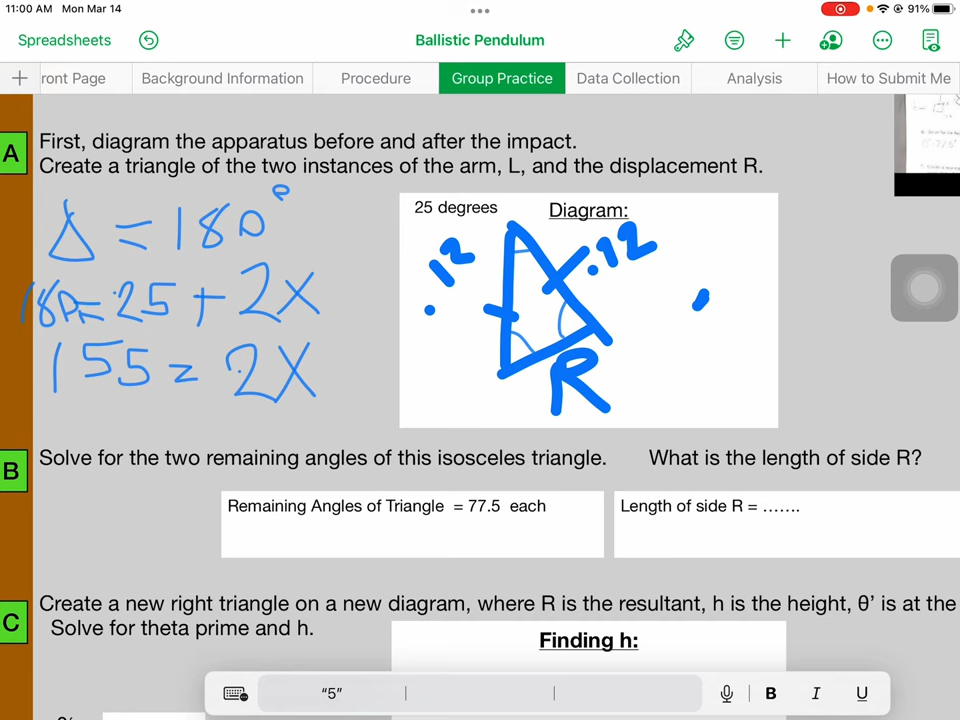 11:00 AM Mon Mar 14
91%
Spreadsheets
Ballistic Pendulum
ront Page
Background Information
Procedure
Group Practice
Data Collection
Analysis
How to Submit Me
A
First, diagram the apparatus before and after the impact.
Create a triangle of the two instances of the arm, L, and the displacement R.
Δ = 180°
180 = 25 + 2X
155 = 2X
25 degrees
Diagram:
.12
.12
R
B
Solve for the two remaining angles of this isosceles triangle.
What is the length of side R?
Remaining Angles of Triangle = 77.5 each
Length of side R = .......
C
Create a new right triangle on a new diagram, where R is the resultant, h is the height, θ’ is at the
Solve for theta prime and h.
Finding h:
“5”
B I U